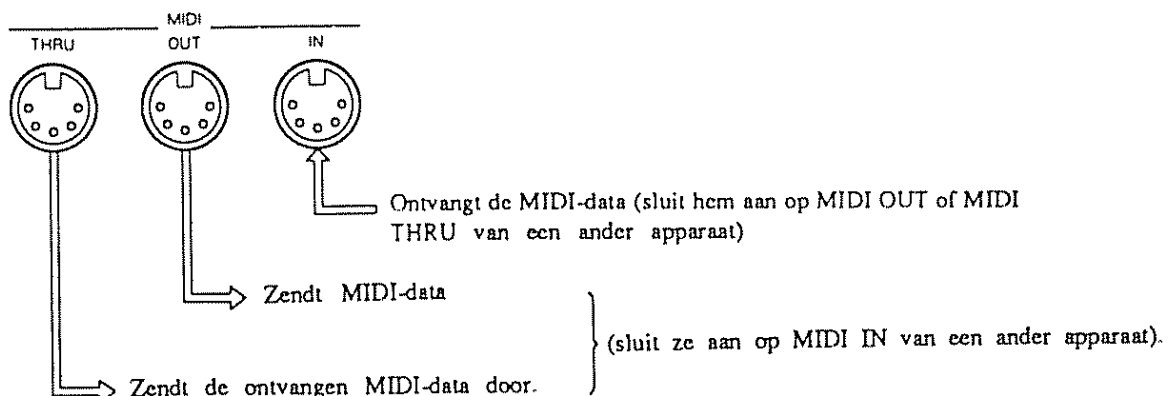 MIDI
THRU OUT IN
Ontvangt de MIDI-data (sluit hem aan op MIDI OUT of MIDI
THRU van een ander apparaat)
Zendt MIDI-data
(sluit ze aan op MIDI IN van een ander apparaat).
Zendt de ontvangen MIDI-data door.